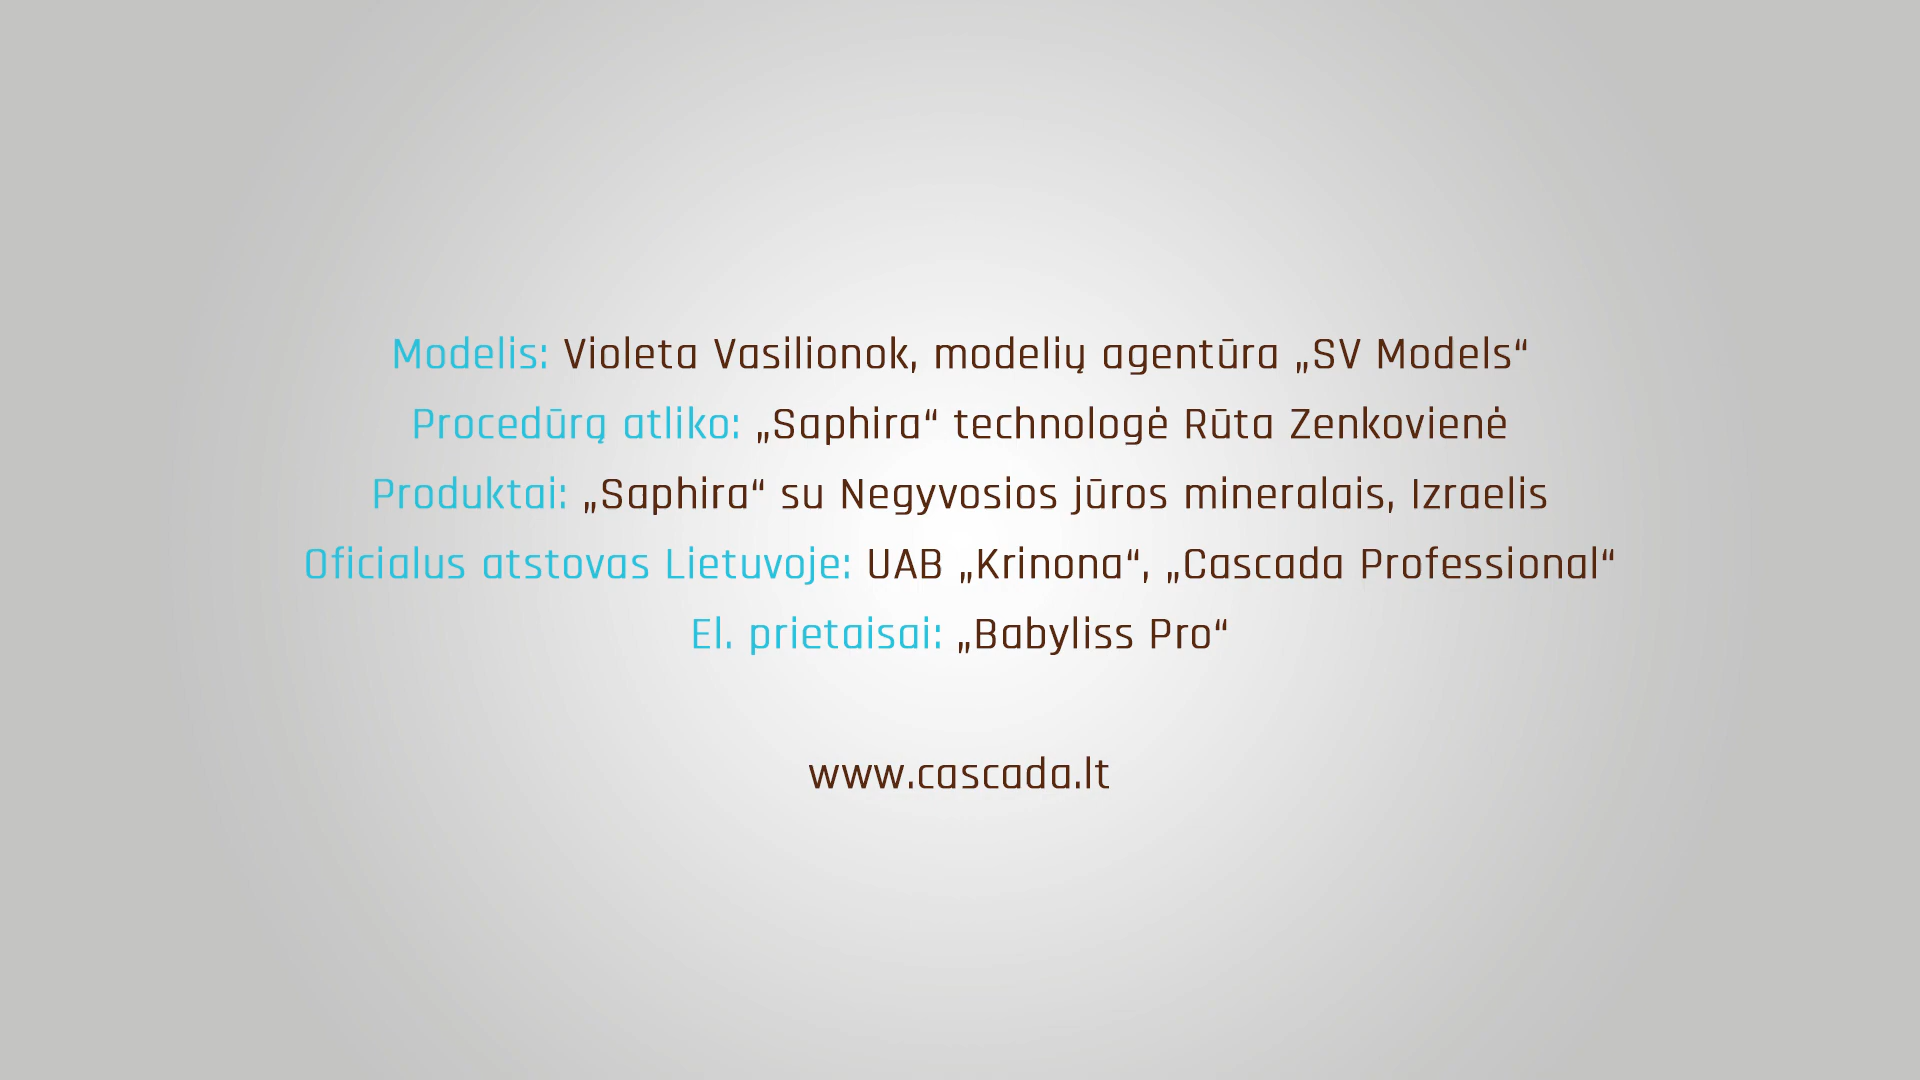 Modelis: Violeta Vasilionok, modelių agentūra „SV Models“
Procedūrą atliko: „Saphira“ technologė Rūta Zenkovienė
Produktai: „Saphira“ su Negyvosios jūros mineralais, Izraelis
Oficialus atstovas Lietuvoje: UAB „Krinona“, „Cascada Professional“
El. prietaisai: „Babyliss Pro“
www.cascada.lt